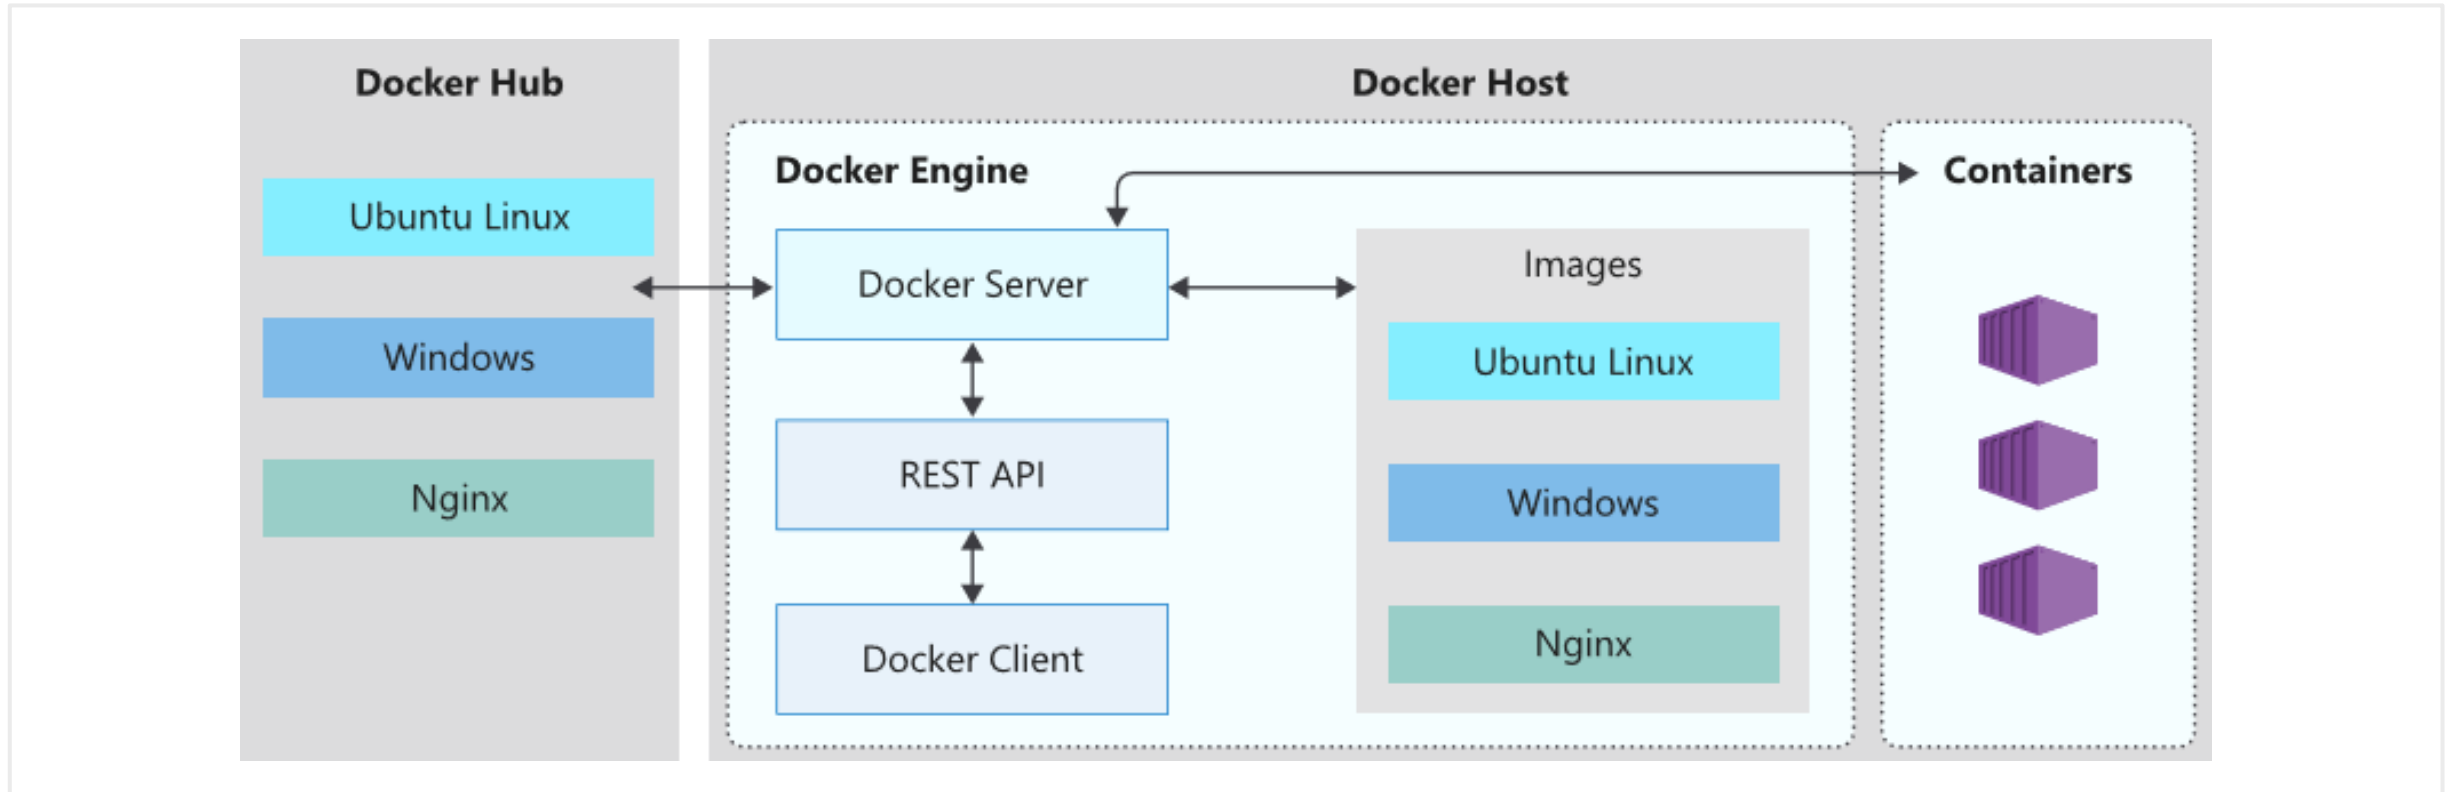 Docker Hub
Ubuntu Linux
Windows
Nginx
Docker Host
Docker Engine
Docker Server
REST API
Docker Client
Images
Ubuntu Linux
Windows
Nginx
Containers